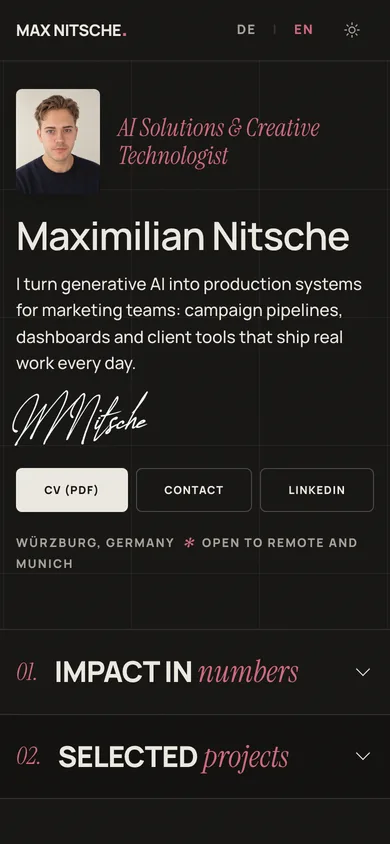 MAX NITSCHE.
DE | EN
AI Solutions & Creative
Technologist
Maximilian Nitsche
I turn generative AI into production systems
for marketing teams: campaign pipelines,
dashboards and client tools that ship real
work every day.
MNitsche
CV (PDF)
CONTACT
LINKEDIN
WÜRZBURG, GERMANY * OPEN TO REMOTE AND
MUNICH
01. IMPACT IN numbers
02. SELECTED projects